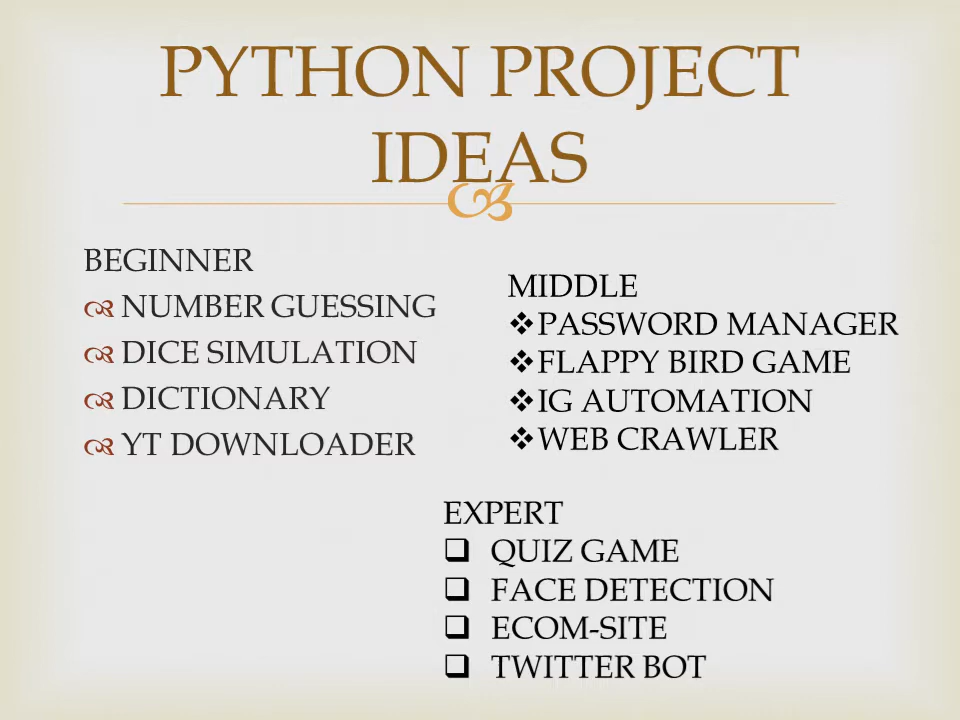 PYTHON PROJECT
IDEAS
BEGINNER
NUMBER GUESSING
DICE SIMULATION
DICTIONARY
YT DOWNLOADER
MIDDLE
PASSWORD MANAGER
FLAPPY BIRD GAME
IG AUTOMATION
WEB CRAWLER
EXPERT
QUIZ GAME
FACE DETECTION
ECOM-SITE
TWITTER BOT